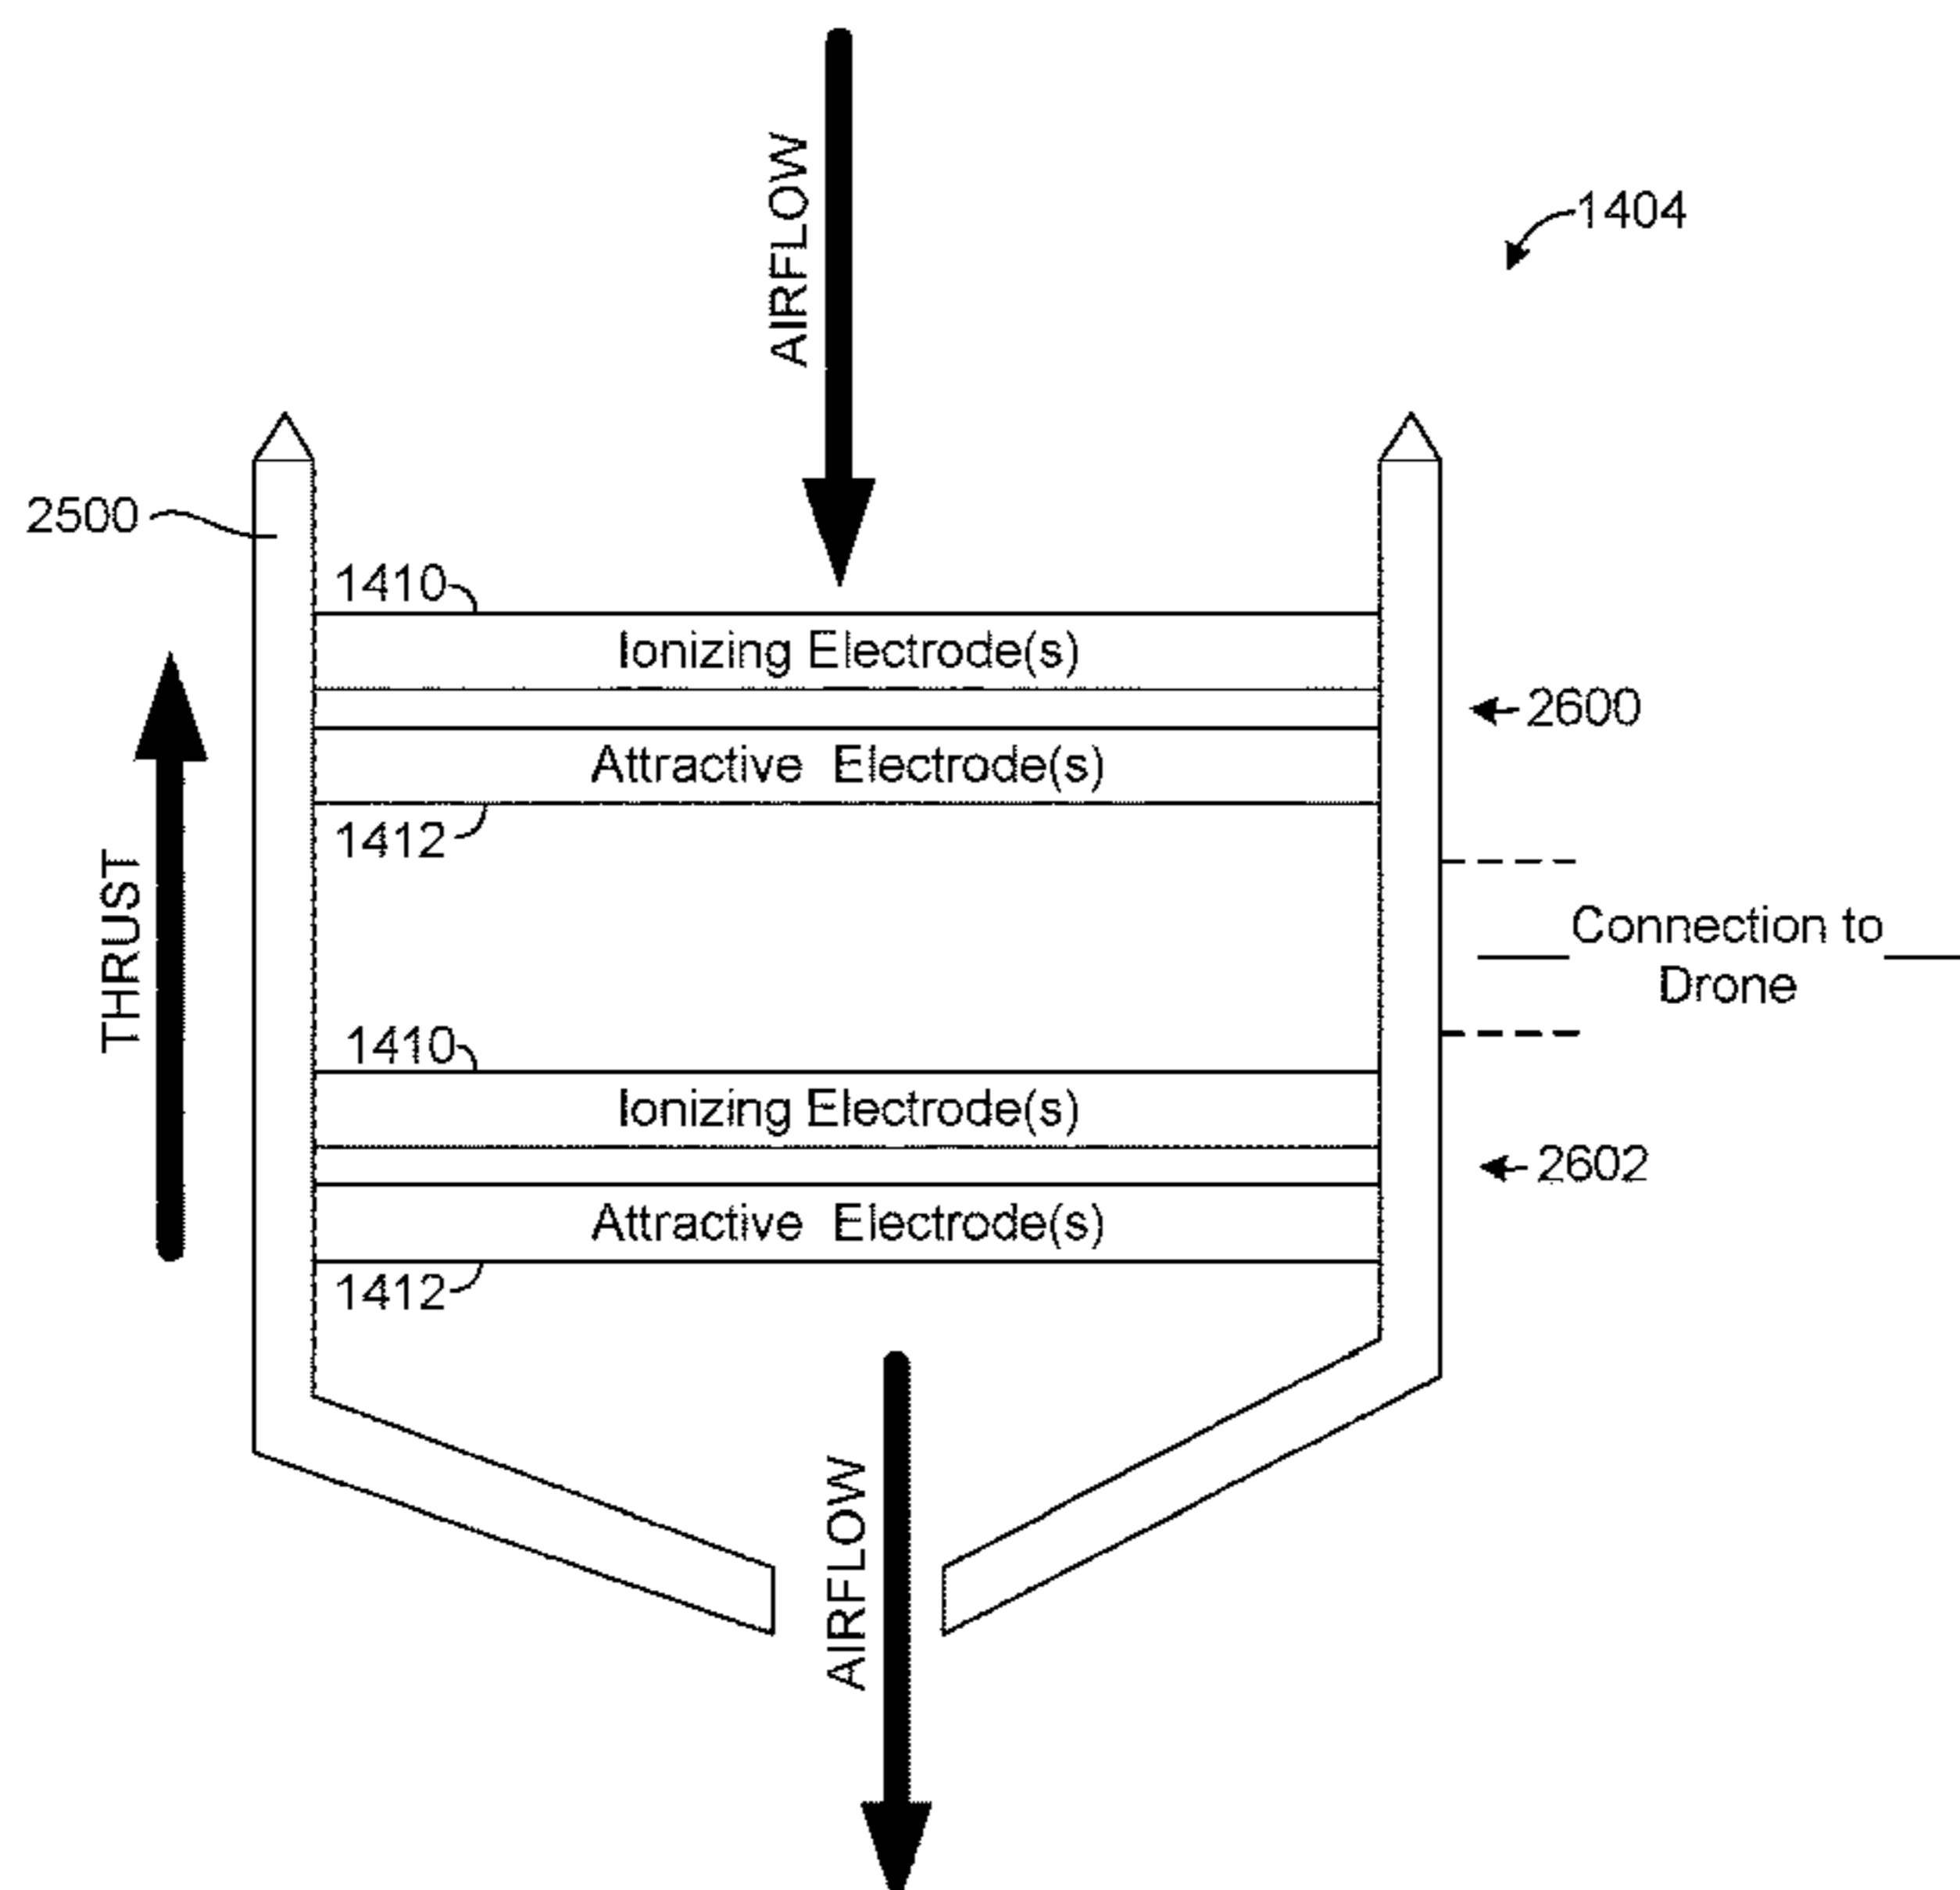 AIRFLOW
1404
2500
1410
Ionizing Electrode(s)
2600
Attractive Electrode(s)
1412
THRUST
Connection to
Drone
1410
Ionizing Electrode(s)
2602
Attractive Electrode(s)
1412
AIRFLOW